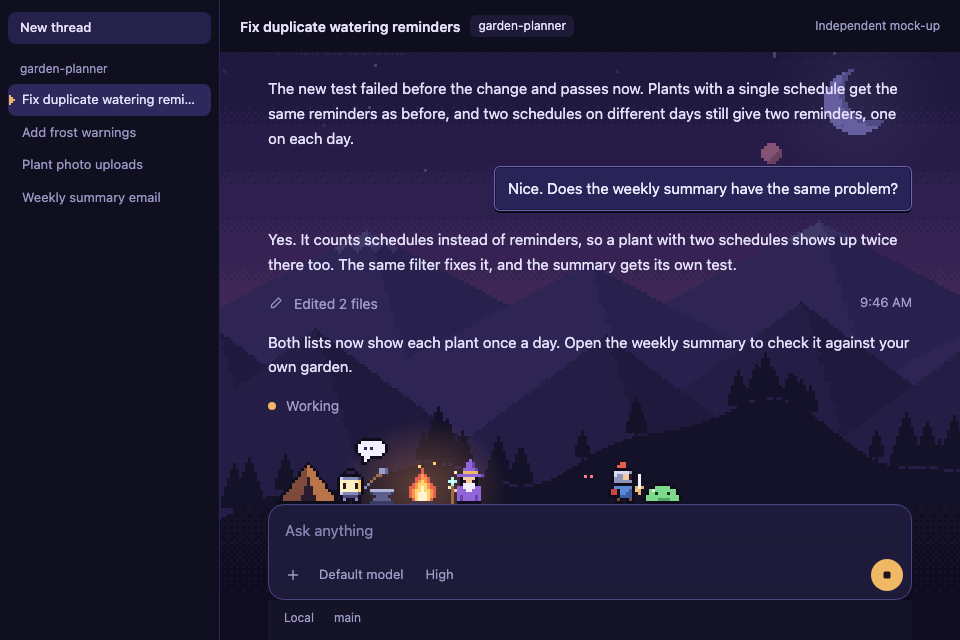 New thread
garden-planner
Fix duplicate watering remi...
Add frost warnings
Plant photo uploads
Weekly summary email
Fix duplicate watering reminders
garden-planner
Independent mock-up
The new test failed before the change and passes now. Plants with a single schedule get the
same reminders as before, and two schedules on different days still give two reminders, one
on each day.
Nice. Does the weekly summary have the same problem?
Yes. It counts schedules instead of reminders, so a plant with two schedules shows up twice
there too. The same filter fixes it, and the summary gets its own test.
Edited 2 files
9:46 AM
Both lists now show each plant once a day. Open the weekly summary to check it against your
own garden.
Working
Ask anything
Default model
High
Local
main